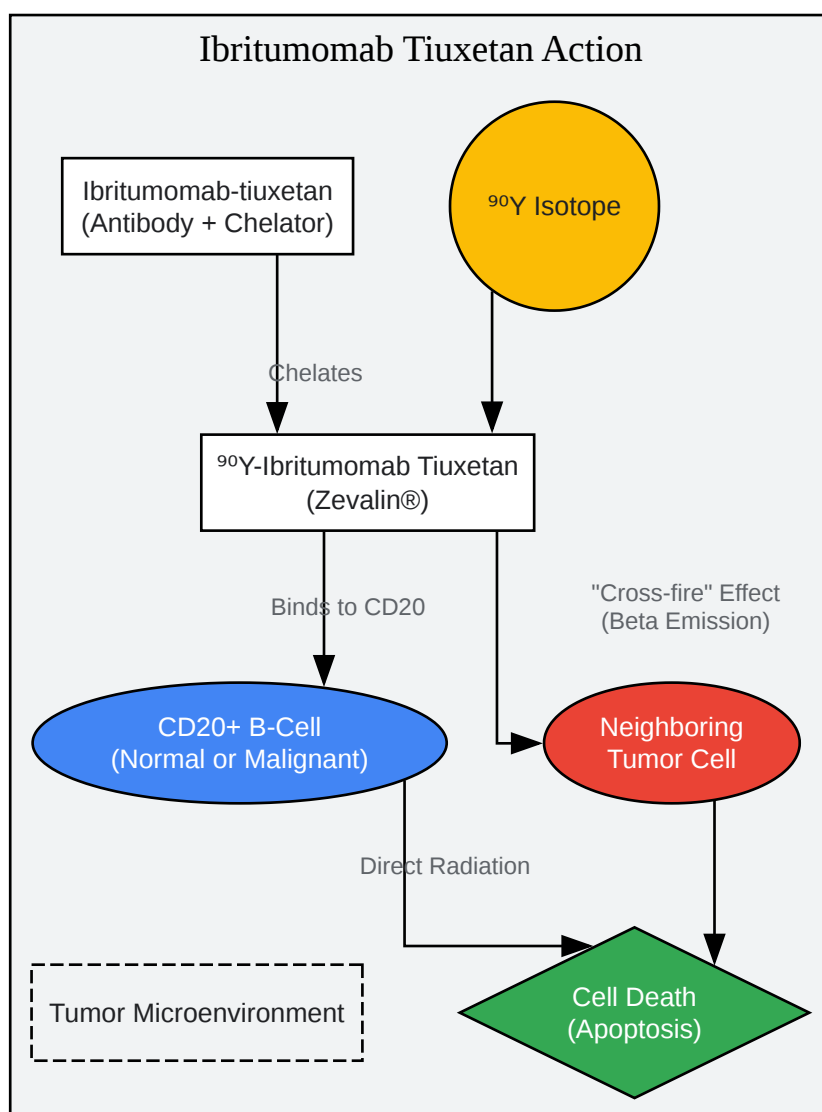 Ibritumomab Tiuxetan Action
Ibritumomab-tiuxetan
(Antibody + Chelator)
⁹⁰Y Isotope
Chelates
⁹⁰Y-Ibritumomab Tiuxetan
(Zevalin®)
Binds to CD20
"Cross-fire" Effect
(Beta Emission)
CD20+ B-Cell
(Normal or Malignant)
Neighboring
Tumor Cell
Direct Radiation
Tumor Microenvironment
Cell Death
(Apoptosis)